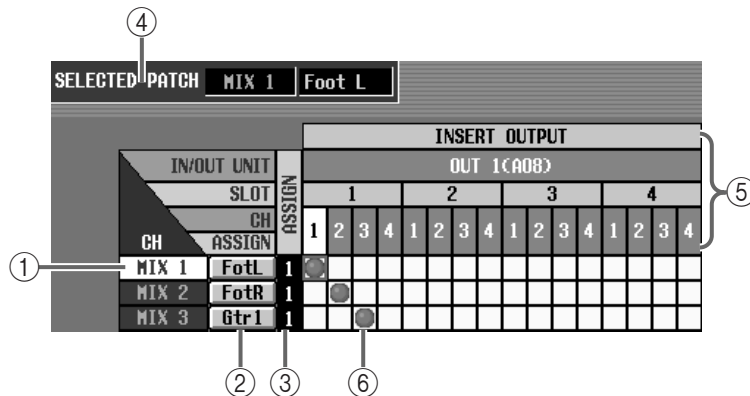 ④
SELECTED PATCH MIX 1 Foot L
INSERT OUTPUT
IN/OUT UNIT OUT 1(A08)
SLOT 1 2 3 4
CH 1 2 3 4 1 2 3 4 1 2 3 4 1 2 3 4
CH ASSIGN ASSIGN
⑤
① MIX 1 FotL 1
MIX 2 FotR 1
MIX 3 Gtr1 1
② ③ ⑥